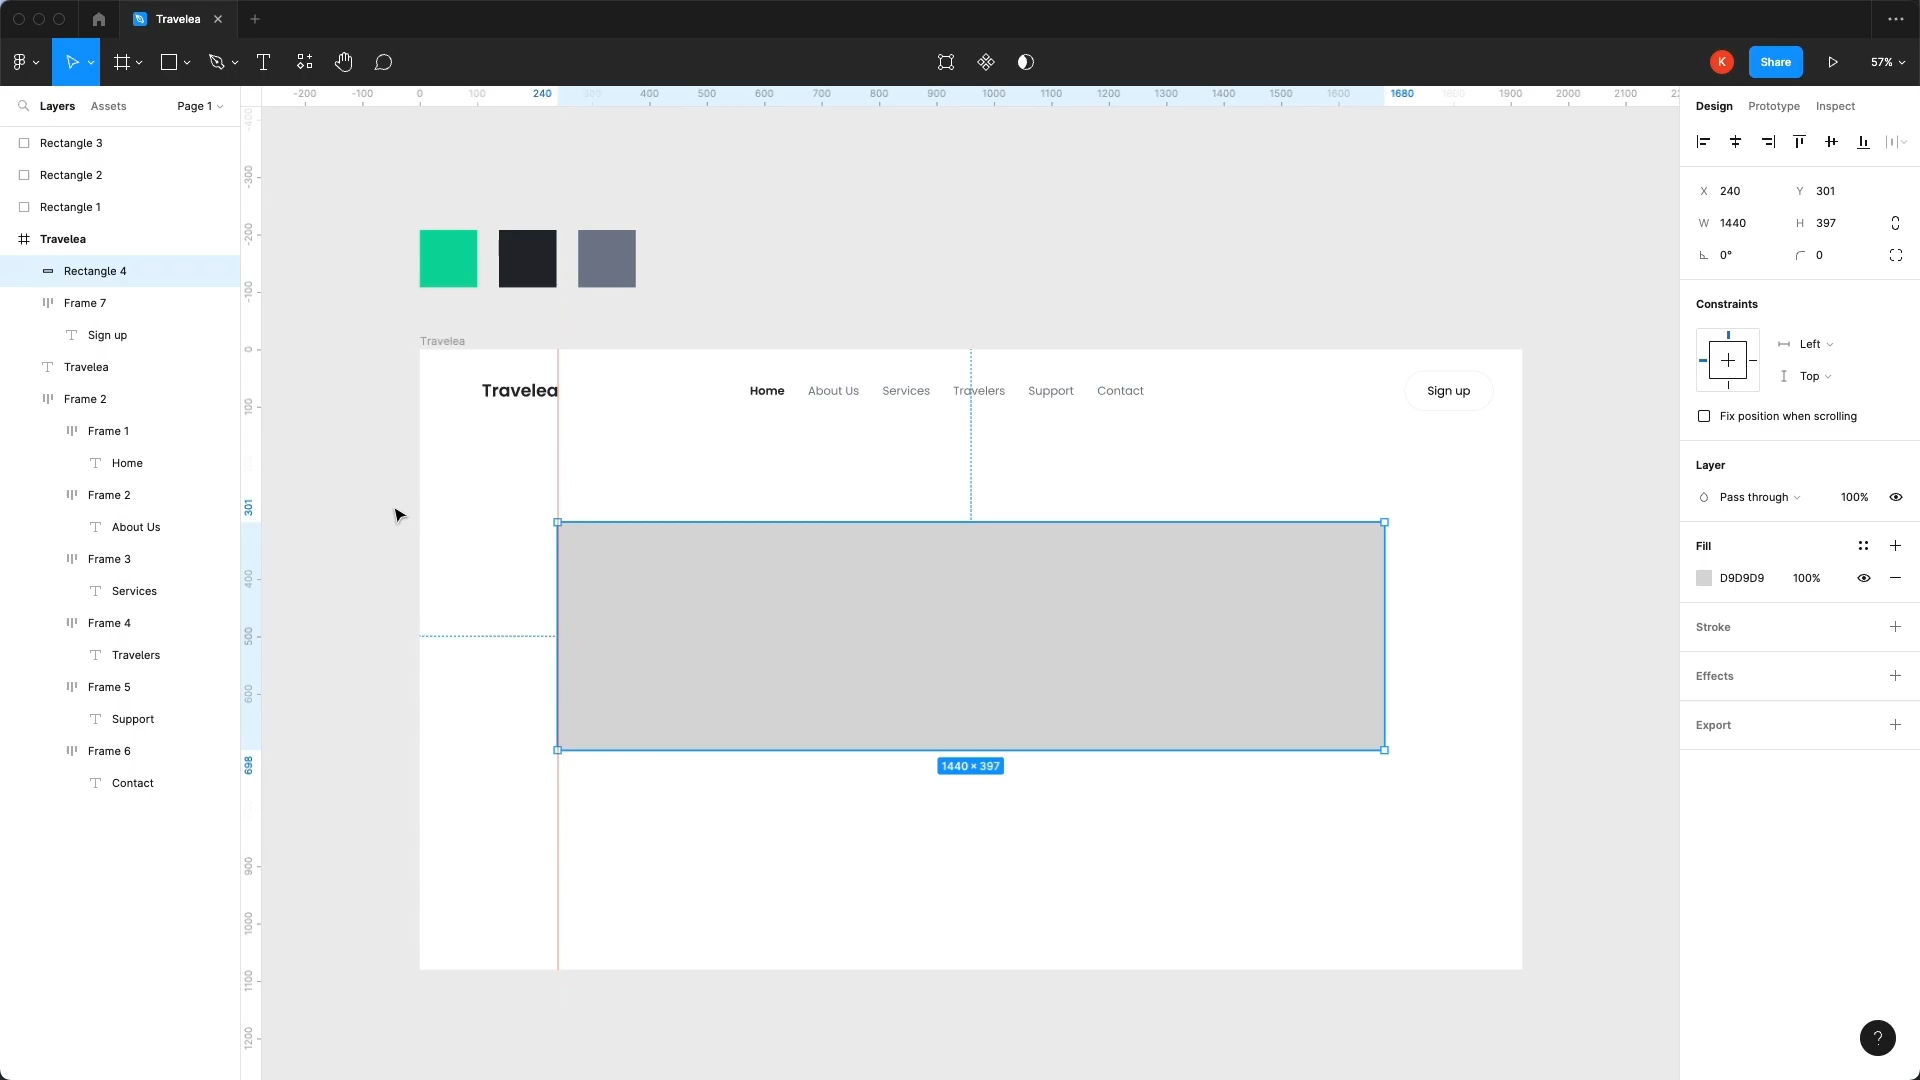 Travelea
K
Share
57%
Layers
Assets
Page 1
Rectangle 3
Rectangle 2
Rectangle 1
Travelea
Rectangle 4
Frame 7
Sign up
Travelea
Frame 2
Frame 1
Home
Frame 2
About Us
Frame 3
Services
Frame 4
Travelers
Frame 5
Support
Frame 6
Contact
-200 -100 0 100 240 300 400 500 600 700 800 900 1000 1100 1200 1300 1400 1500 1600 1680 1800 1900 2000 2100
-400
-300
-200
-100
0
100
301
400
500
600
698
900
1000
1100
1200
Travelea
Travelea Home About Us Services Travelers Support Contact Sign up
1440 × 397
Design Prototype Inspect
X 240 Y 301
W 1440 H 397
0° 0
Constraints
Left
Top
Fix position when scrolling
Layer
Pass through 100%
Fill
D9D9D9 100%
Stroke
Effects
Export
?